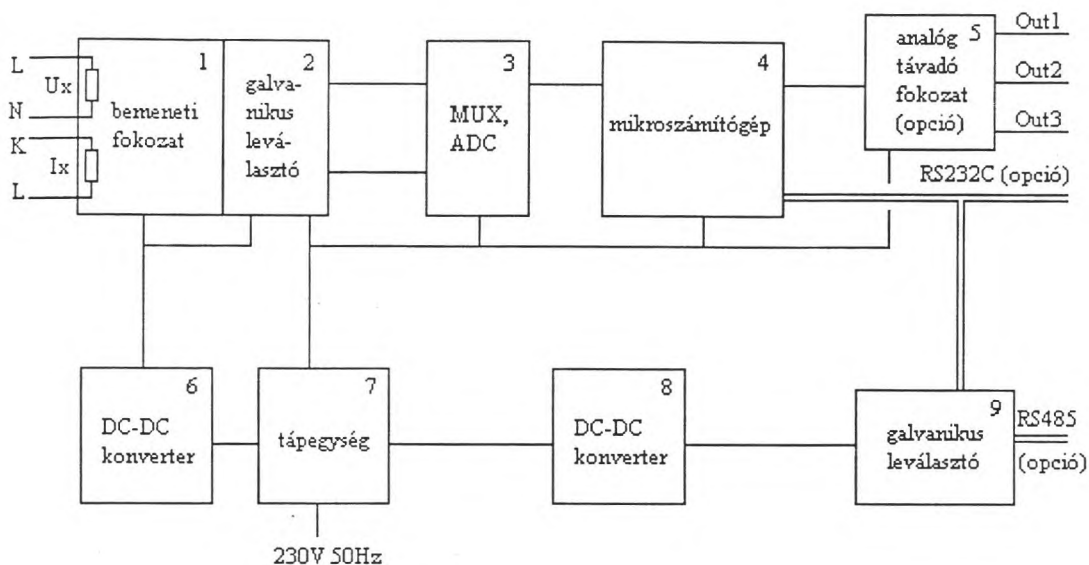 L
Ux
N
K
Ix
L
1
bemeneti
fokozat
2
galva-
nikus
levá-
lasztó
3
MUX,
ADC
4
mikroszámítógép
5
analóg
távadó
fokozat
(opció)
Out1
Out2
Out3
RS232C (opció)
6
DC-DC
konverter
7
tápegység
230V 50Hz
8
DC-DC
konverter
9
galvanikus
leválasztó
RS485
(opció)